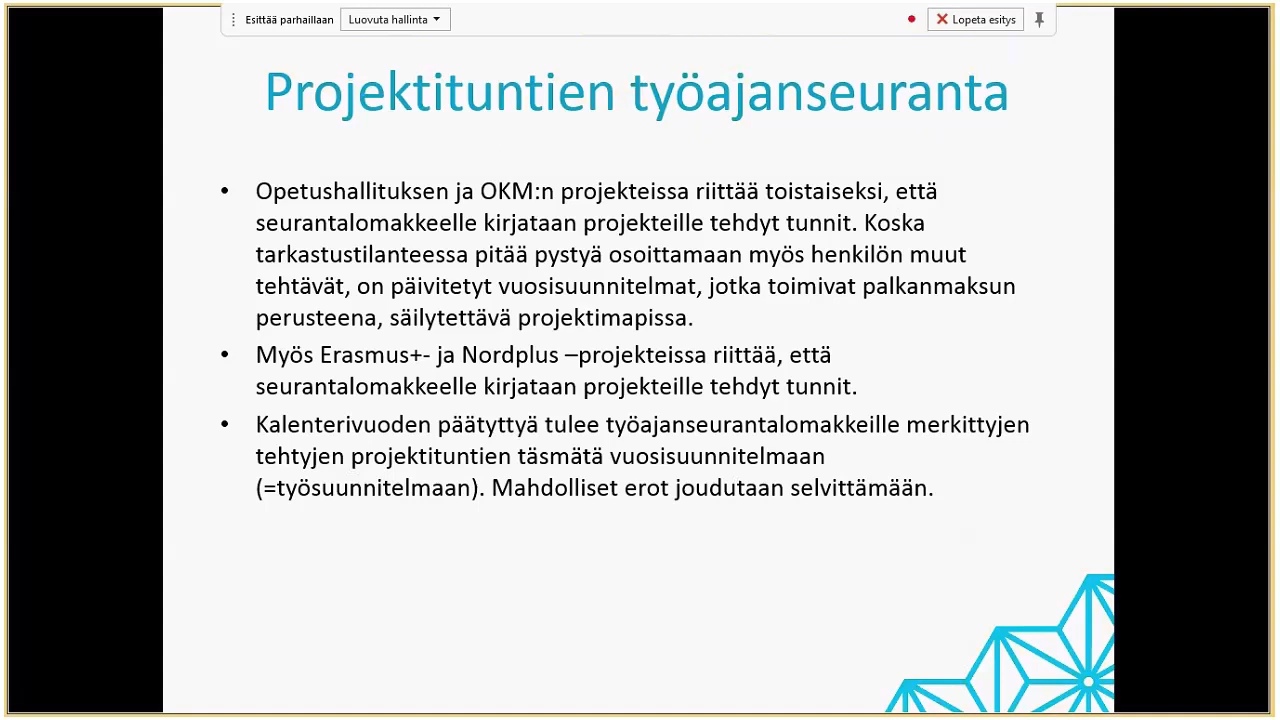 Esittää parhaillaan
Luovuta hallinta
Lopeta esitys
Projektituntien työajanseuranta
• Opetushallituksen ja OKM:n projekteissa riittää toistaiseksi, että
seurantalomakkeelle kirjataan projekteille tehdyt tunnit. Koska
tarkastustilanteessa pitää pystyä osoittamaan myös henkilön muut
tehtävät, on päivitetyt vuosisuunnitelmat, jotka toimivat palkanmaksun
perusteena, säilytettävä projektimapissa.
• Myös Erasmus+- ja Nordplus –projekteissa riittää, että
seurantalomakkeelle kirjataan projekteille tehdyt tunnit.
• Kalenterivuoden päätyttyä tulee työajanseurantalomakkeille merkittyjen
tehtyjen projektituntien täsmätä vuosisuunnitelmaan
(=työsuunnitelmaan). Mahdolliset erot joudutaan selvittämään.